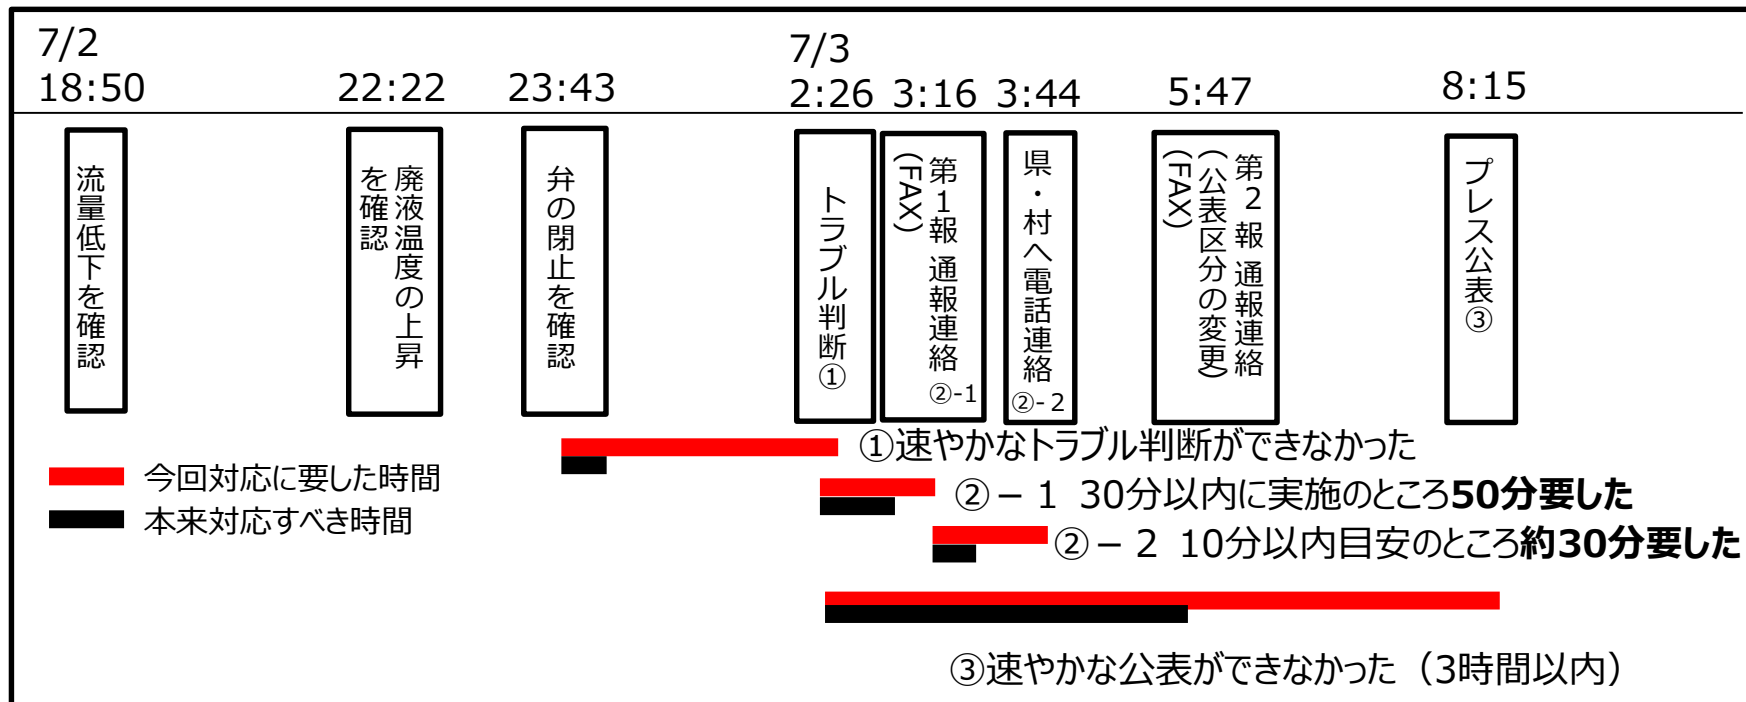 7/2
18:50
22:22
23:43
7/3
2:26
3:16
3:44
5:47
8:15
流量低下を確認
廃液温度の上昇
を確認
弁の閉止を確認
トラブル判断①
第1報 通報連絡
(FAX)
②-1
県・村へ電話連絡
②-2
第2報 通報連絡
(公表区分の変更)
(FAX)
プレス公表③
①速やかなトラブル判断ができなかった
今回対応に要した時間
本来対応すべき時間
②－1 30分以内に実施のところ50分要した
②－2 10分以内目安のところ約30分要した
③速やかな公表ができなかった（3時間以内）